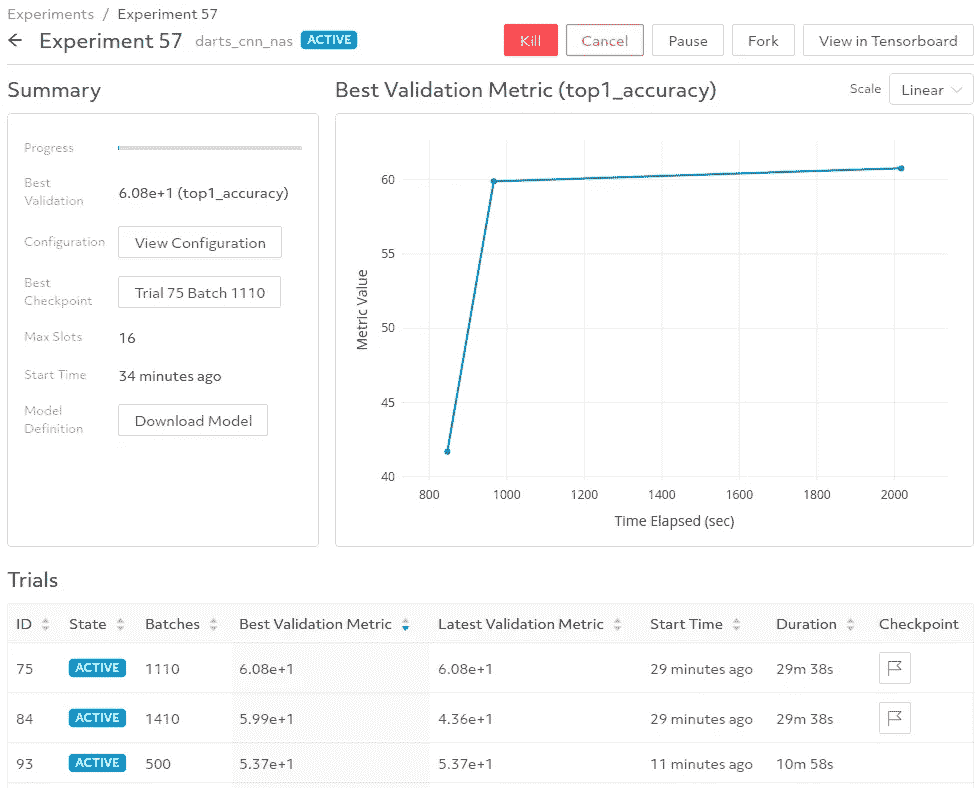 Experiments / Experiment 57
Experiment 57 darts_cnn_nas ACTIVE Kill Cancel Pause Fork View in Tensorboard
Summary
Progress
Best Validation 6.08e+1 (top1_accuracy)
Configuration View Configuration
Best Checkpoint Trial 75 Batch 1110
Max Slots 16
Start Time 34 minutes ago
Model Definition Download Model
Best Validation Metric (top1_accuracy) Scale Linear
Metric Value
60
55
50
45
40
800 1000 1200 1400 1600 1800 2000
Time Elapsed (sec)
Trials
ID State Batches Best Validation Metric Latest Validation Metric Start Time Duration Checkpoint
75 ACTIVE 1110 6.08e+1 6.08e+1 29 minutes ago 29m 38s
84 ACTIVE 1410 5.99e+1 4.36e+1 29 minutes ago 29m 38s
93 ACTIVE 500 5.37e+1 5.37e+1 11 minutes ago 10m 58s